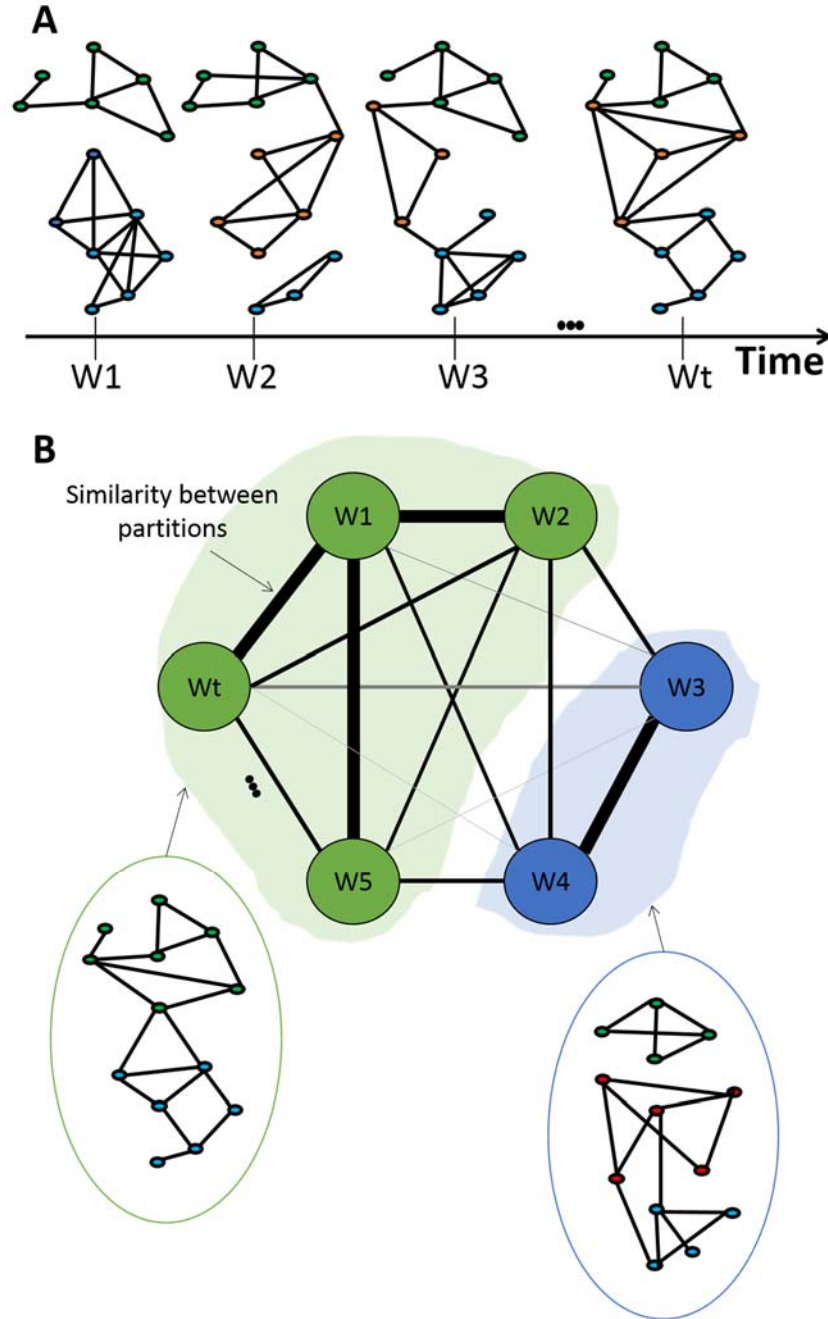 A
•••
W1
W2
W3
Wt
Time
B
Similarity between
partitions
W1
W2
Wt
W3
•••
W5
W4